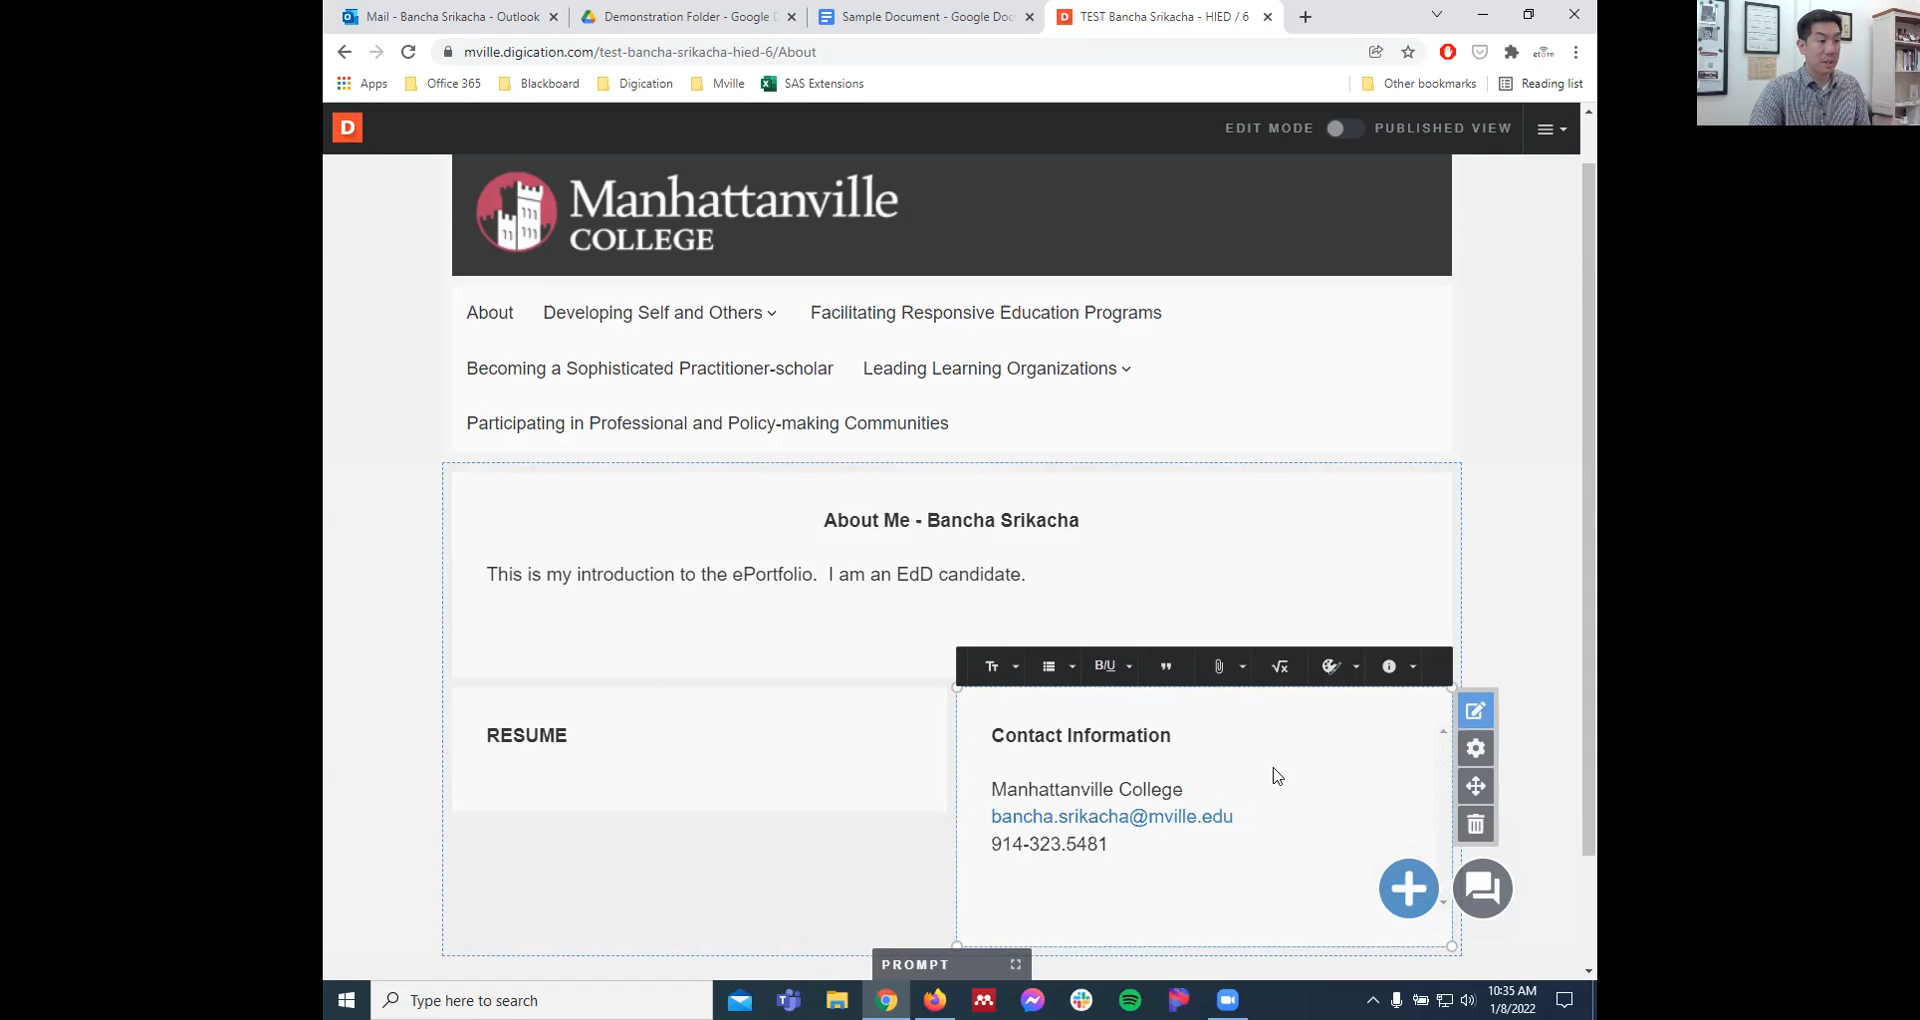 Mail - Bancha Srikacha - Outlook
Demonstration Folder - Google D
Sample Document - Google Doc
TEST Bancha Srikacha - HIED / 6
mville.digication.com/test-bancha-srikacha-hied-6/About
Apps
Office 365
Blackboard
Digication
Mville
SAS Extensions
Other bookmarks
Reading list
D
EDIT MODE
PUBLISHED VIEW
Manhattanville
COLLEGE
About
Developing Self and Others
Facilitating Responsive Education Programs
Becoming a Sophisticated Practitioner-scholar
Leading Learning Organizations
Participating in Professional and Policy-making Communities
About Me - Bancha Srikacha
This is my introduction to the ePortfolio.  I am an EdD candidate.
RESUME
Contact Information
Manhattanville College
bancha.srikacha@mville.edu
914-323.5481
PROMPT
Type here to search
10:35 AM
1/8/2022